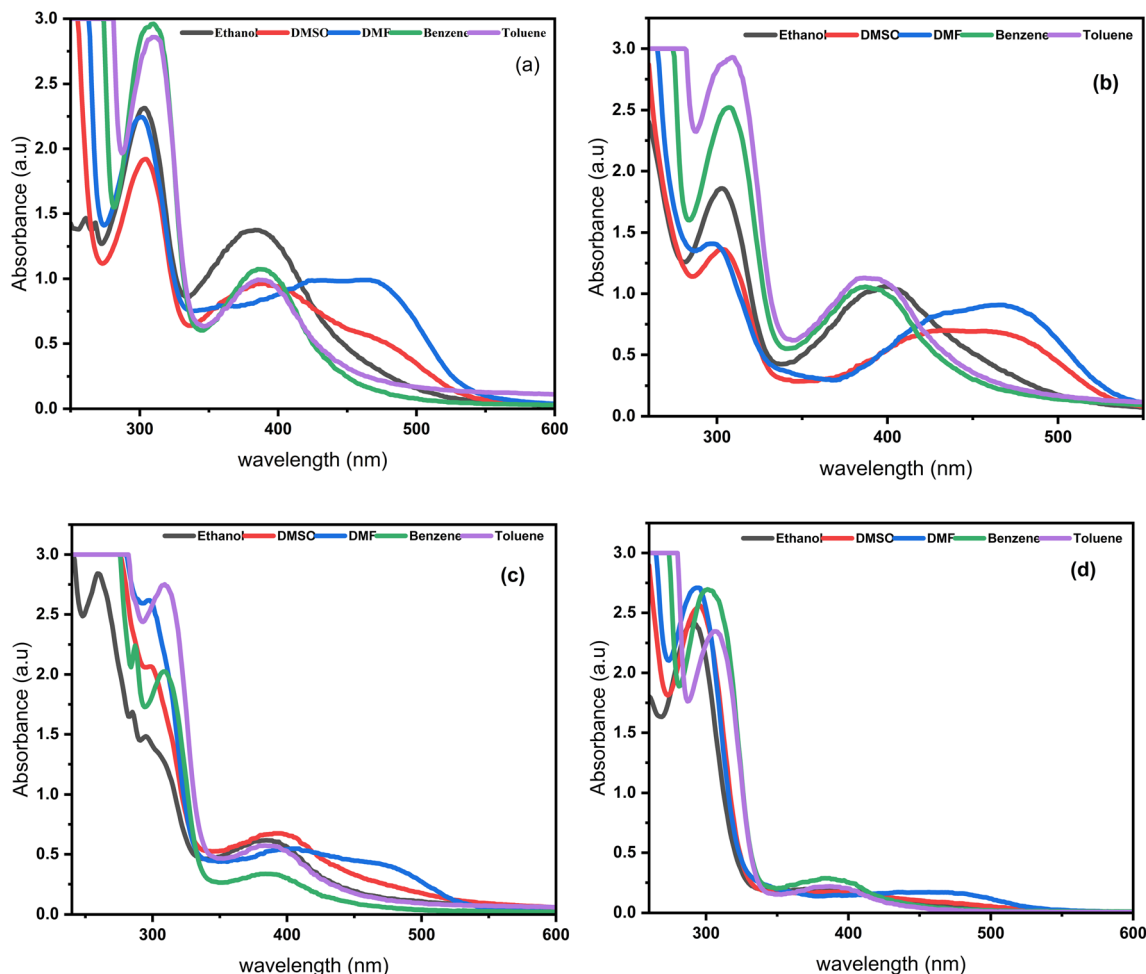 Ethanol DMSO DMF Benzene Toluene
(a)
Absorbance (a.u)
3.0
2.5
2.0
1.5
1.0
0.5
0.0
300 400 500 600
wavelength (nm)
Ethanol DMSO DMF Benzene Toluene
(b)
Absorbance (a.u)
3.0
2.5
2.0
1.5
1.0
0.5
0.0
300 400 500
wavelength (nm)
Ethanol DMSO DMF Benzene Toluene
(c)
Absorbance (a.u)
3.0
2.5
2.0
1.5
1.0
0.5
0.0
300 400 500 600
wavelength (nm)
Ethanol DMSO DMF Benzene Toluene
(d)
Absorbance (a.u)
3.0
2.5
2.0
1.5
1.0
0.5
0.0
300 400 500 600
wavelength (nm)